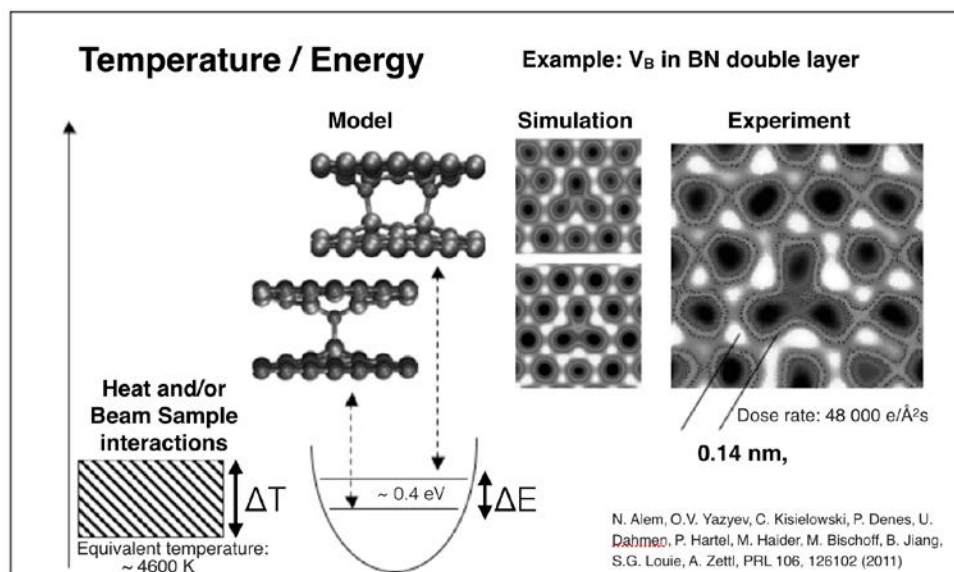 Temperature / Energy
Example: V_B in BN double layer
Model
Simulation
Experiment
Heat and/or
Beam Sample
interactions
ΔT
Equivalent temperature:
~ 4600 K
~ 0.4 eV
ΔE
Dose rate: 48 000 e/Å²s
0.14 nm,
N. Alem, O.V. Yazyev, C. Kisielowski, P. Denes, U.
Dahmen, P. Hartel, M. Haider, M. Bischoff, B. Jiang,
S.G. Louie, A. Zettl, PRL 106, 126102 (2011)